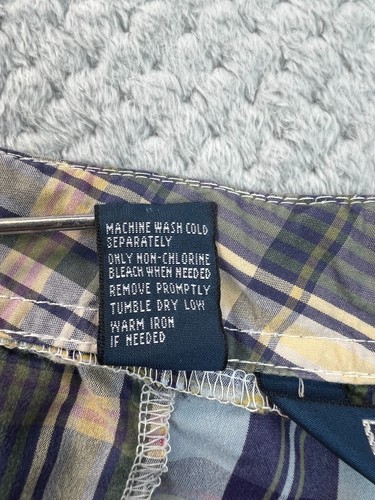 MACHINE WASH COLD
SEPARATELY
ONLY NON-CHLORINE
BLEACH WHEN NEEDED
REMOVE PROMPTLY
TUMBLE DRY LOW
WARM IRON
IF NEEDED